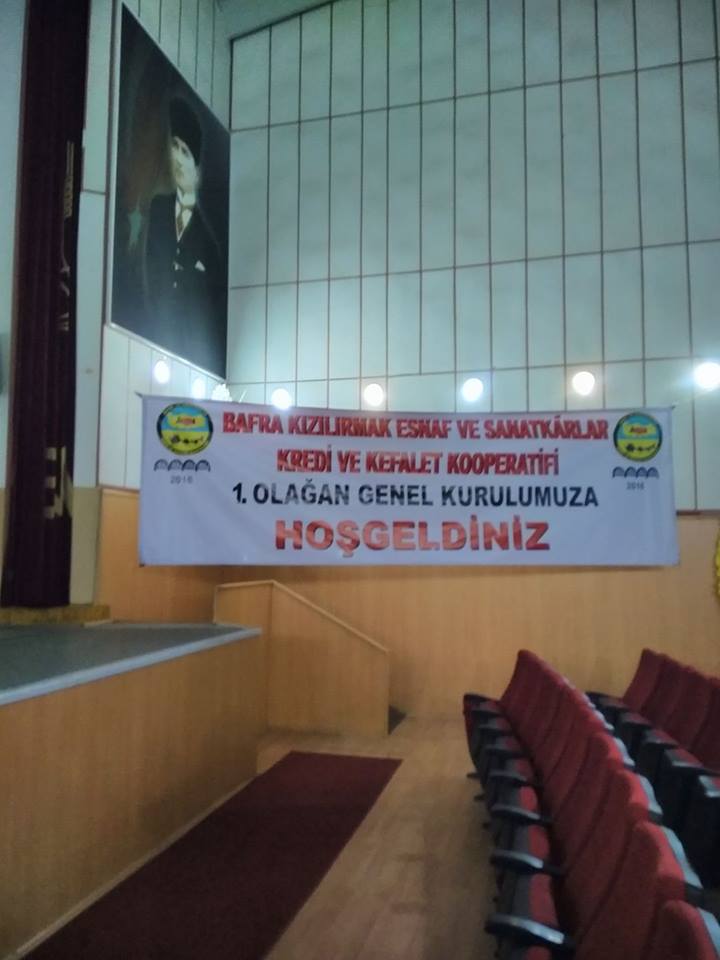 BAFRA KIZILIRMAK ESNAF VE SANATKÂRLAR
KREDİ VE KEFALET KOOPERATİFİ
1. OLAĞAN GENEL KURULUMUZA
HOŞGELDİNİZ
2016
2016